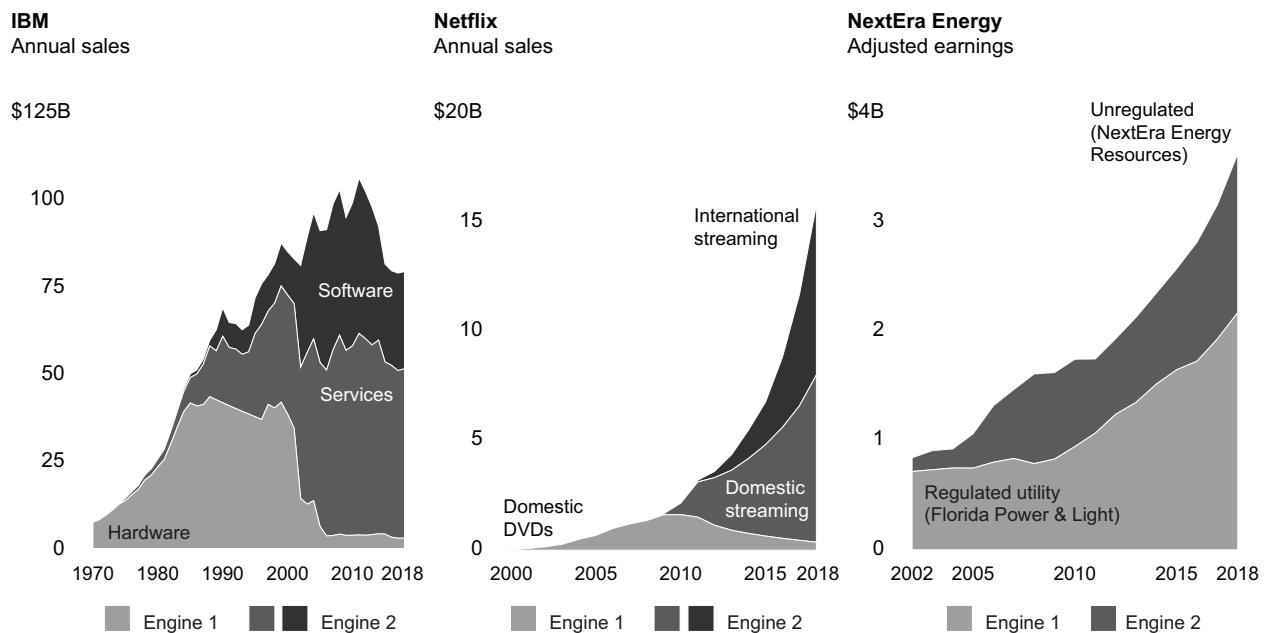 IBM
Annual sales
$125B
100
75
50
25
0
Software
Services
Hardware
1970 1980 1990 2000 2010 2018
Engine 1 Engine 2
Netflix
Annual sales
$20B
15
10
5
0
International
streaming
Domestic
streaming
Domestic
DVDs
2000 2005 2010 2015 2018
Engine 1 Engine 2
NextEra Energy
Adjusted earnings
$4B
3
2
1
0
Unregulated
(NextEra Energy
Resources)
Regulated utility
(Florida Power & Light)
2002 2005 2010 2015 2018
Engine 1 Engine 2